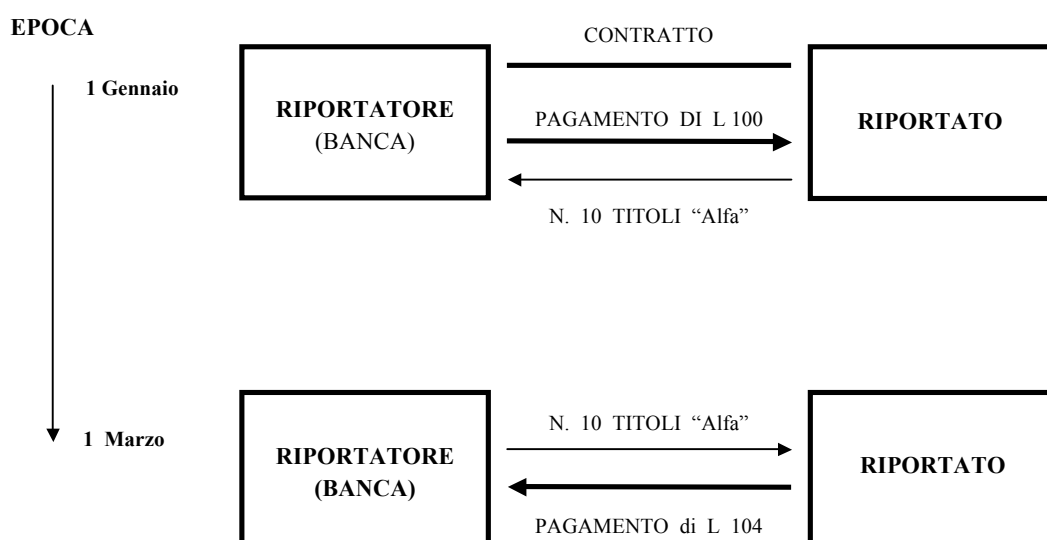 EPOCA
CONTRATTO
1 Gennaio
RIPORTATORE
(BANCA)
PAGAMENTO DI L 100
RIPORTATO
N. 10 TITOLI “Alfa”
1 Marzo
RIPORTATORE
(BANCA)
N. 10 TITOLI “Alfa”
RIPORTATO
PAGAMENTO di L 104